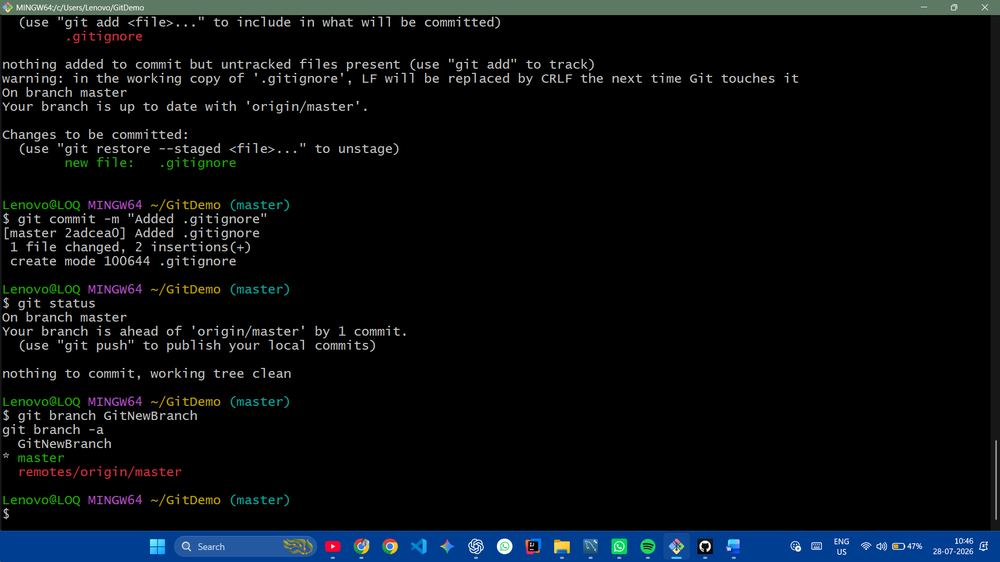 MINGW64:/c/Users/Lenovo/GitDemo
(use "git add <file>..." to include in what will be committed)
.gitignore
nothing added to commit but untracked files present (use "git add" to track)
warning: in the working copy of '.gitignore', LF will be replaced by CRLF the next time Git touches it
On branch master
Your branch is up to date with 'origin/master'.
Changes to be committed:
(use "git restore --staged <file>..." to unstage)
new file:   .gitignore
Lenovo@LOQ MINGW64 ~/GitDemo (master)
$ git commit -m "Added .gitignore"
[master 2adcea0] Added .gitignore
1 file changed, 2 insertions(+)
create mode 100644 .gitignore
Lenovo@LOQ MINGW64 ~/GitDemo (master)
$ git status
On branch master
Your branch is ahead of 'origin/master' by 1 commit.
(use "git push" to publish your local commits)
nothing to commit, working tree clean
Lenovo@LOQ MINGW64 ~/GitDemo (master)
$ git branch GitNewBranch
git branch -a
GitNewBranch
* master
remotes/origin/master
Lenovo@LOQ MINGW64 ~/GitDemo (master)
$
Search
ENG
US
47%
10:46
28-07-2026